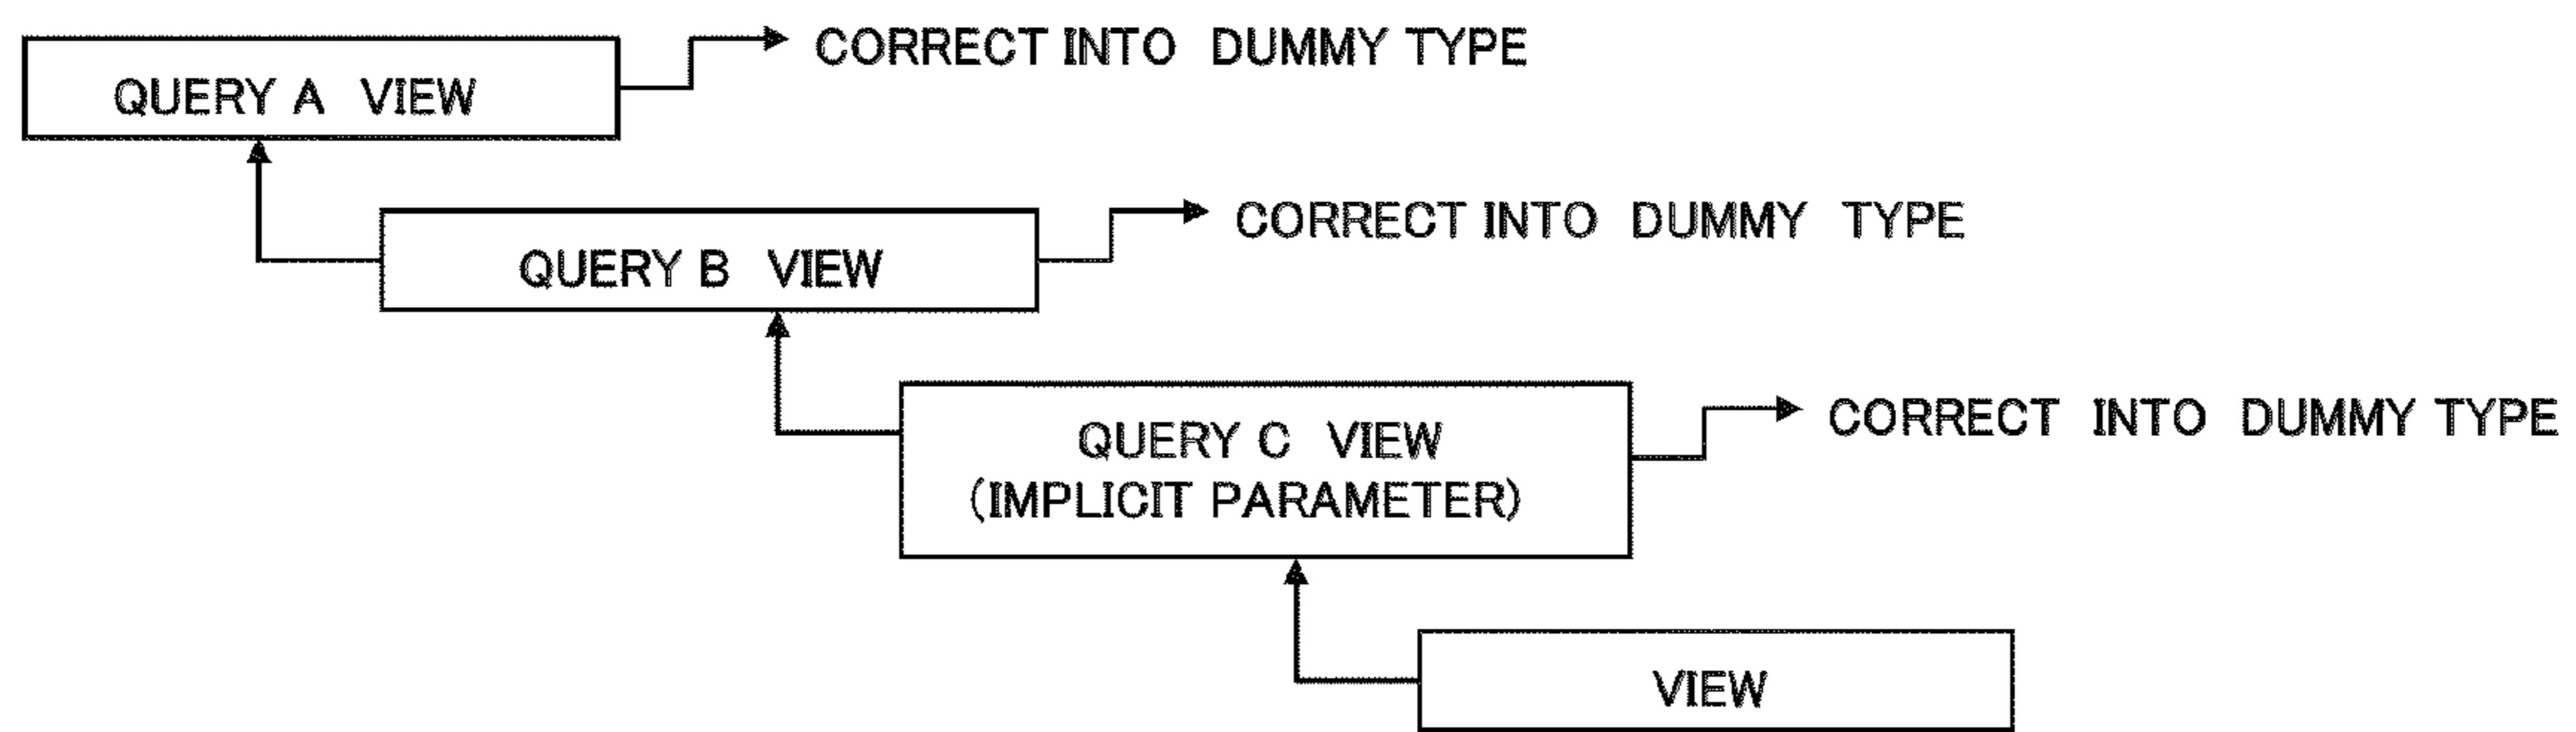 CORRECT INTO DUMMY TYPE
QUERY A VIEW
CORRECT INTO DUMMY TYPE
QUERY B VIEW
CORRECT INTO DUMMY TYPE
QUERY C VIEW
(IMPLICIT PARAMETER)
VIEW